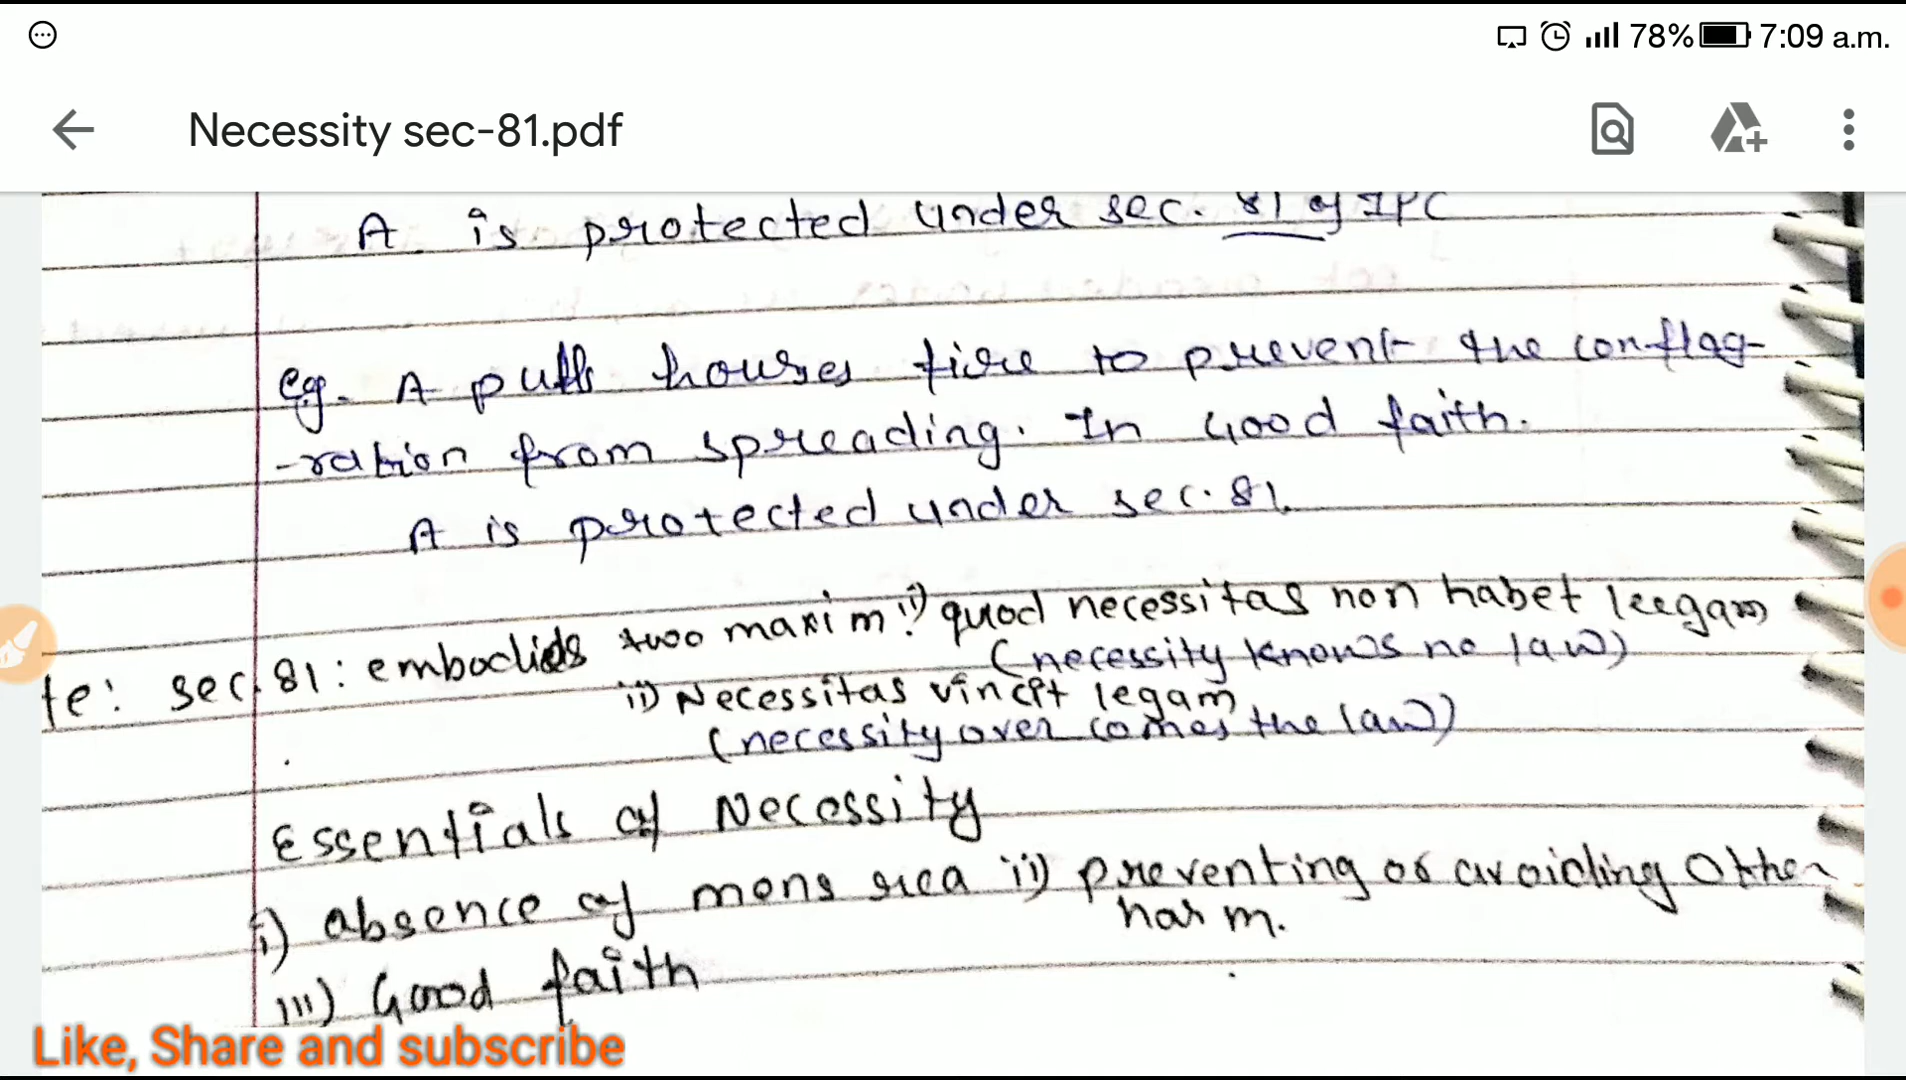 78% 7:09 a.m.
Necessity sec-81.pdf
A is protected under sec. 81 of IPC
eg. A pulls houses fire to prevent the conflag-
-ration from spreading. In Good faith.
A is protected under sec. 81.
te: sec 81: embodids two maxim: i) quod necessitas non habet leegam
(necessity knows no law)
ii) Necessitas vincit legam
(necessity over comes the law)
Essentials of Necessity
i) absence of mens rea ii) preventing or avoiding Other
harm.
iii) Good faith
Like, Share and subscribe